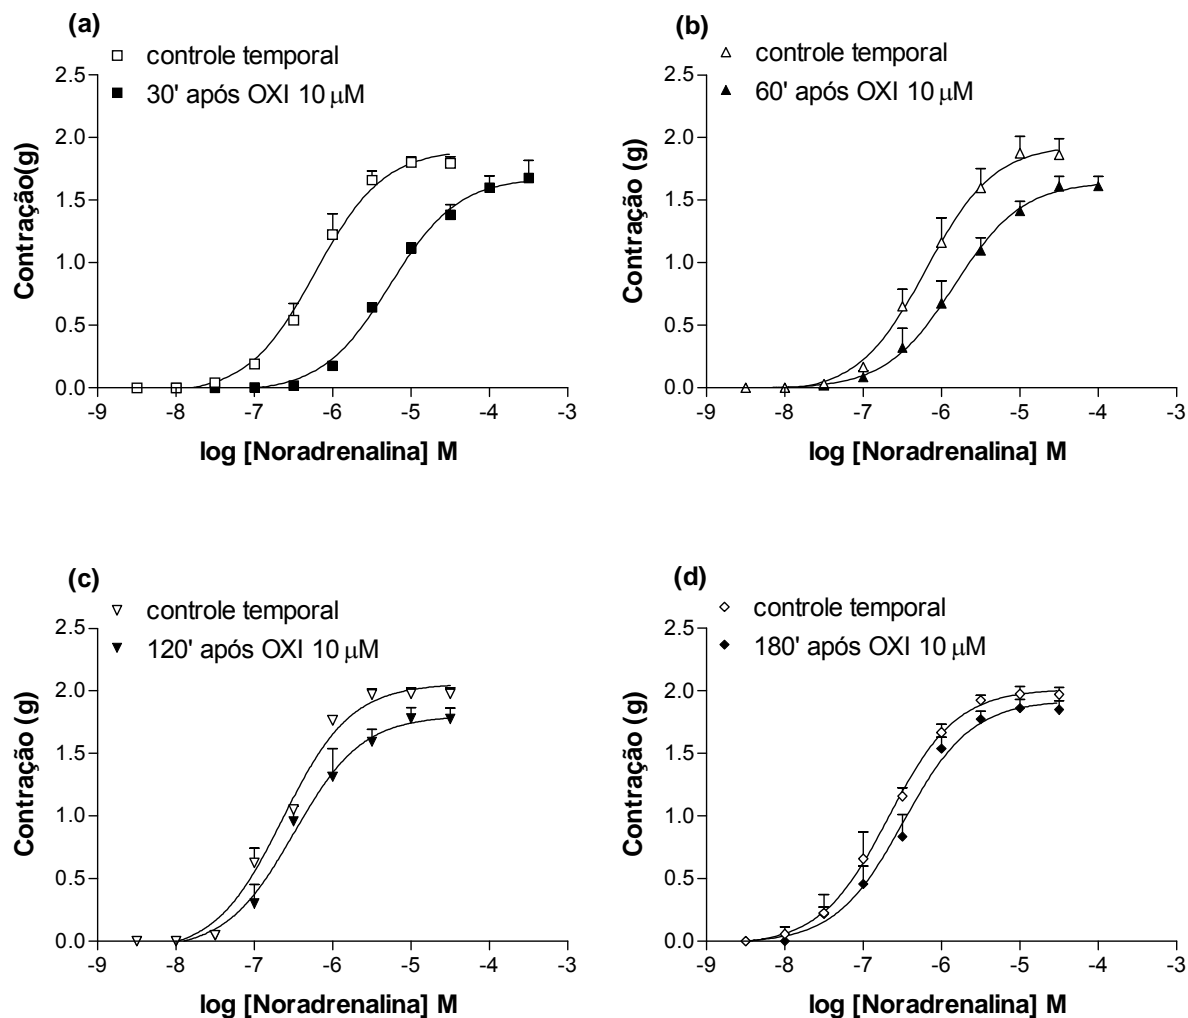 (a)
controle temporal
30' após OXI 10 μM
2.5
2.0
1.5
1.0
0.5
0.0
Contração(g)
-9 -8 -7 -6 -5 -4 -3
log [Noradrenalina] M
(b)
controle temporal
60' após OXI 10 μM
2.5
2.0
1.5
1.0
0.5
0.0
Contração (g)
-9 -8 -7 -6 -5 -4 -3
log [Noradrenalina] M
(c)
controle temporal
120' após OXI 10 μM
2.5
2.0
1.5
1.0
0.5
0.0
Contração (g)
-9 -8 -7 -6 -5 -4 -3
log [Noradrenalina] M
(d)
controle temporal
180' após OXI 10 μM
2.5
2.0
1.5
1.0
0.5
0.0
Contração (g)
-9 -8 -7 -6 -5 -4 -3
log [Noradrenalina] M